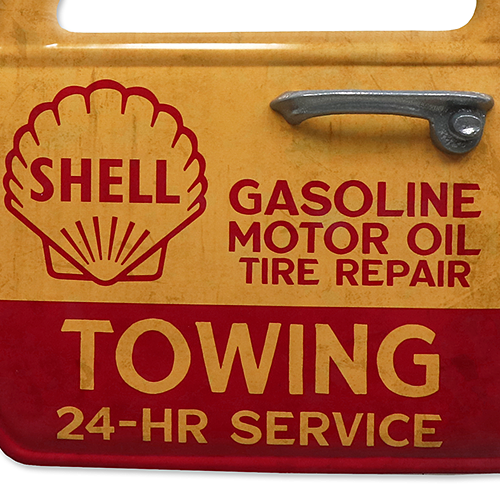 SHELL
GASOLINE
MOTOR OIL
TIRE REPAIR
TOWING
24-HR SERVICE